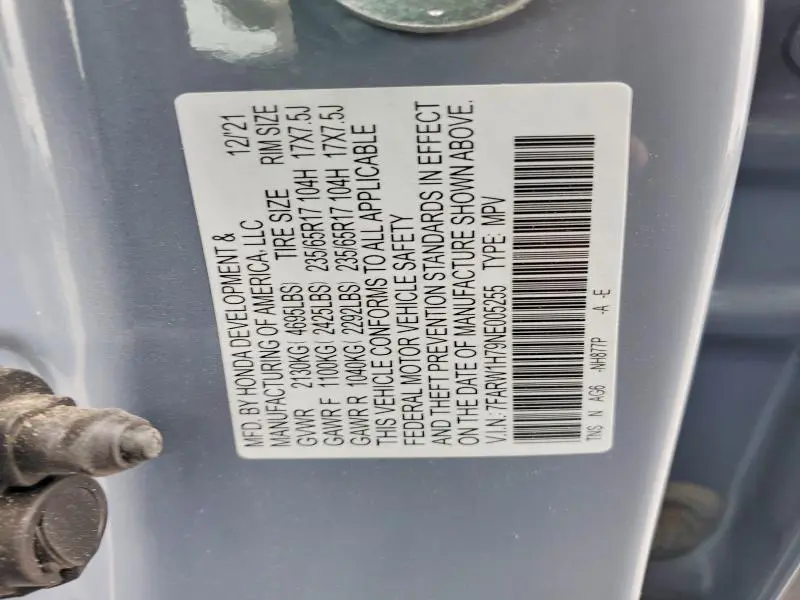 MFD. BY HONDA DEVELOPMENT & 12/21
MANUFACTURING OF AMERICA, LLC
TIRE SIZE RIM SIZE
GVWR 2130KG( 4695LBS)
GAWR F 1100KG( 2425LBS) 235/65R17 104H 17X7.5J
GAWR R 1040KG( 2292LBS) 235/65R17 104H 17X7.5J
THIS VEHICLE CONFORMS TO ALL APPLICABLE
FEDERAL MOTOR VEHICLE SAFETY
AND THEFT PREVENTION STANDARDS IN EFFECT
ON THE DATE OF MANUFACTURE SHOWN ABOVE.
V.I.N: 7FARW1H79NE005255 TYPE: MPV
TNS N AG6 -NH877P -A -E